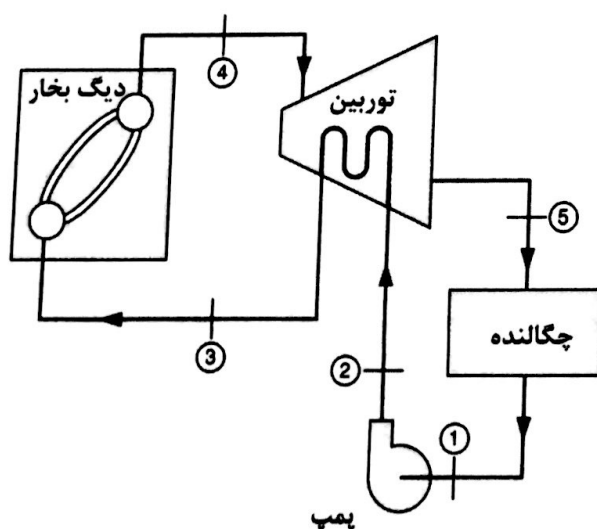 ④
دیگ بخار
توربین
⑤
چگالنده
③
②
①
پمپ